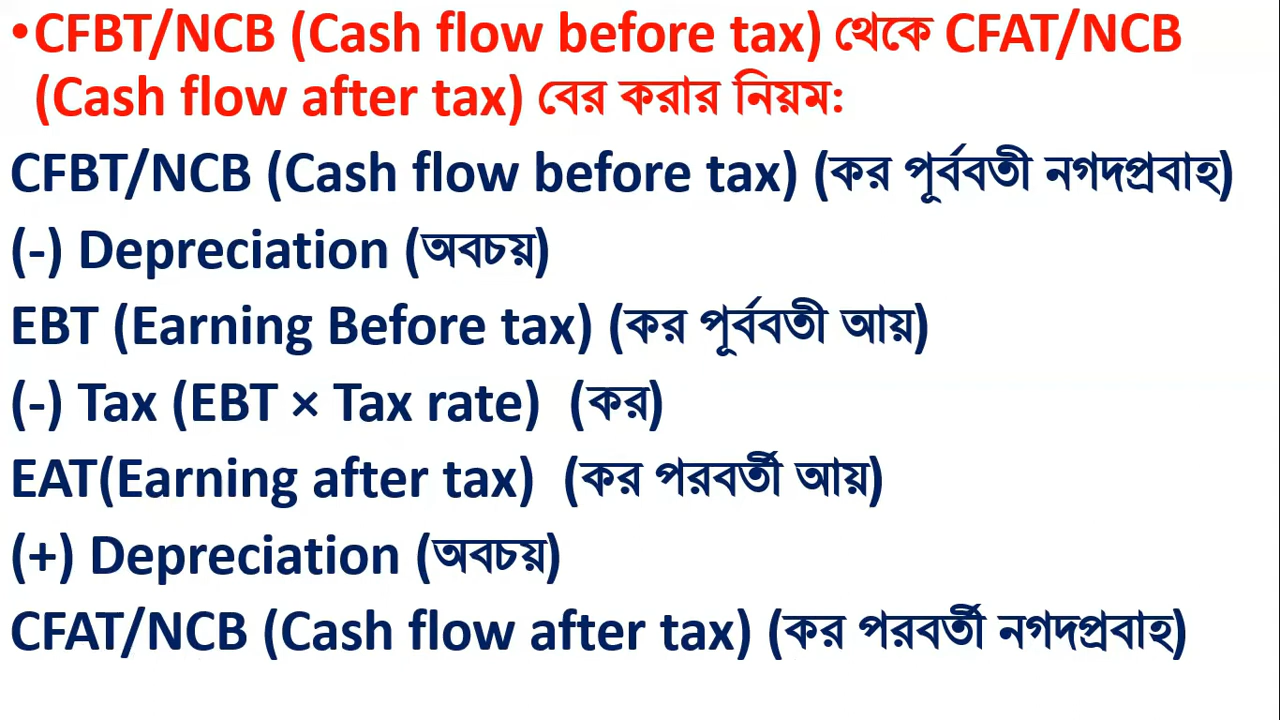 •CFBT/NCB (Cash flow before tax) থেকে CFAT/NCB
(Cash flow after tax) বের করার নিয়ম:
CFBT/NCB (Cash flow before tax) (কর পূর্ববতী নগদপ্রবাহ)
(-) Depreciation (অবচয়)
EBT (Earning Before tax) (কর পূর্ববতী আয়)
(-) Tax (EBT × Tax rate) (কর)
EAT(Earning after tax) (কর পরবর্তী আয়)
(+) Depreciation (অবচয়)
CFAT/NCB (Cash flow after tax) (কর পরবর্তী নগদপ্রবাহ)